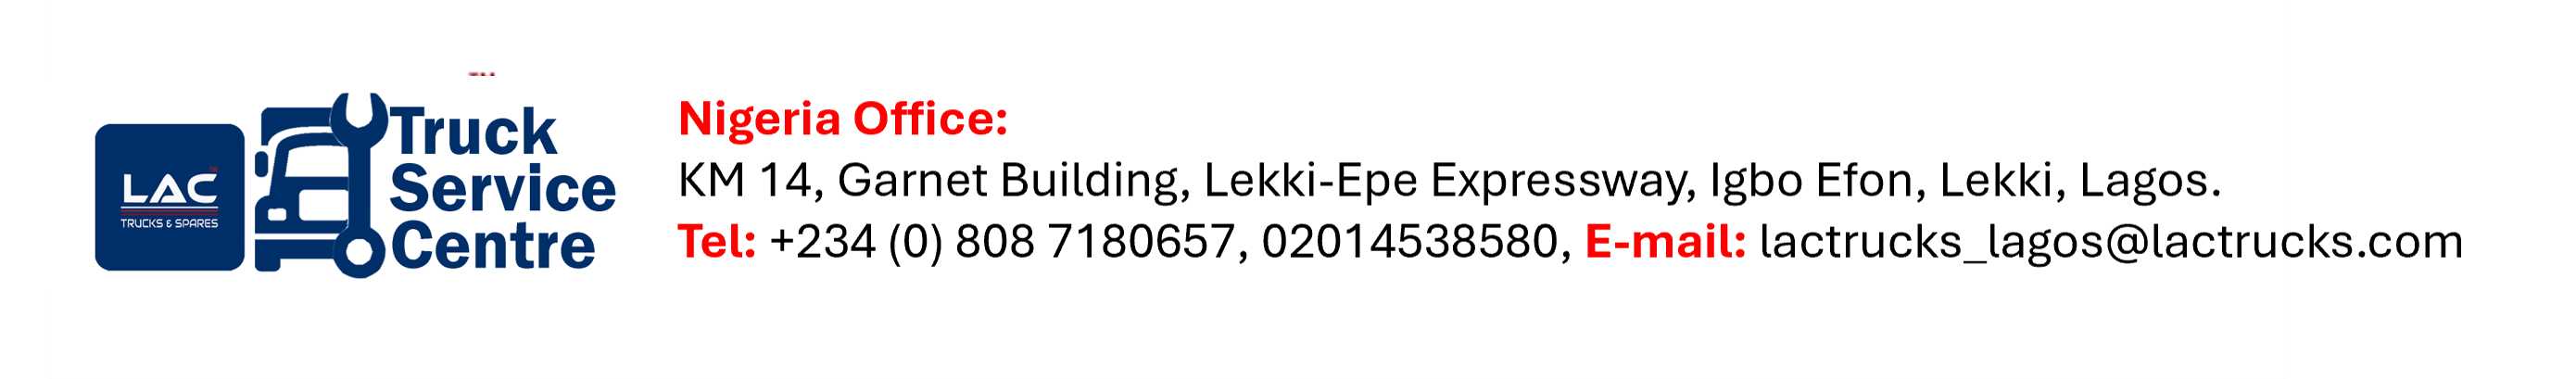 LAC
TRUCKS & SPARES
Truck
Service
Centre
Nigeria Office:
KM 14, Garnet Building, Lekki-Epe Expressway, Igbo Efon, Lekki, Lagos.
Tel: +234 (0) 808 7180657, 02014538580, E-mail: lactrucks_lagos@lactrucks.com